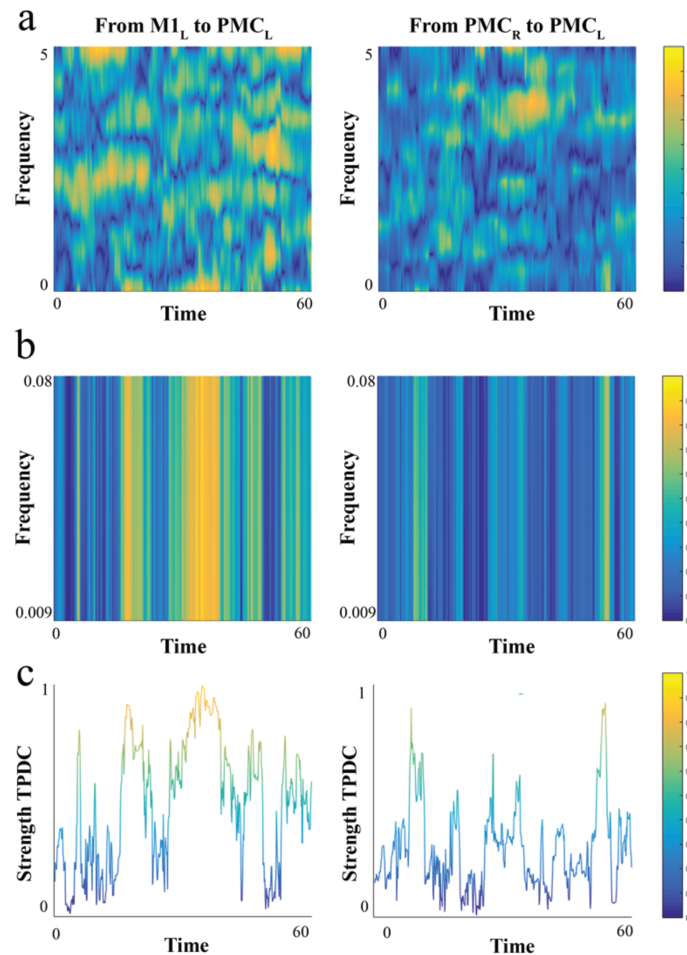 a
From M1L to PMCL
From PMCR to PMCL
5
Frequency
0
0
60
Time
5
Frequency
0
0
60
Time
b
0.08
Frequency
0.009
0
60
Time
0.08
Frequency
0.009
0
60
Time
c
1
Strength TPDC
0
0
60
Time
1
Strength TPDC
0
0
60
Time